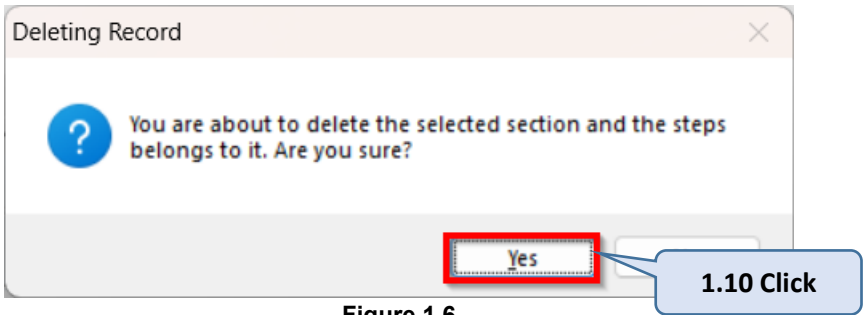 Deleting Record
You are about to delete the selected section and the steps
belongs to it. Are you sure?
Yes
1.10 Click
Figure 1.6